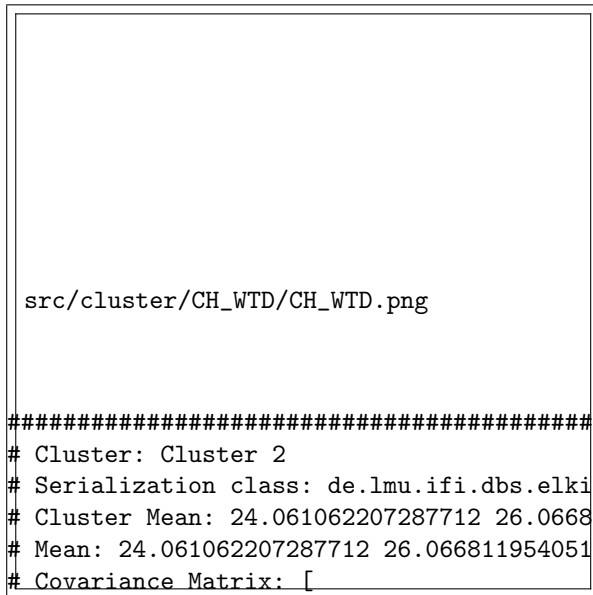 src/cluster/CH_WTD/CH_WTD.png
##########################################
# Cluster: Cluster 2
# Serialization class: de.lmu.ifi.dbs.elki
# Cluster Mean: 24.061062207287712 26.0668
# Mean: 24.061062207287712 26.066811954051
# Covariance Matrix: [